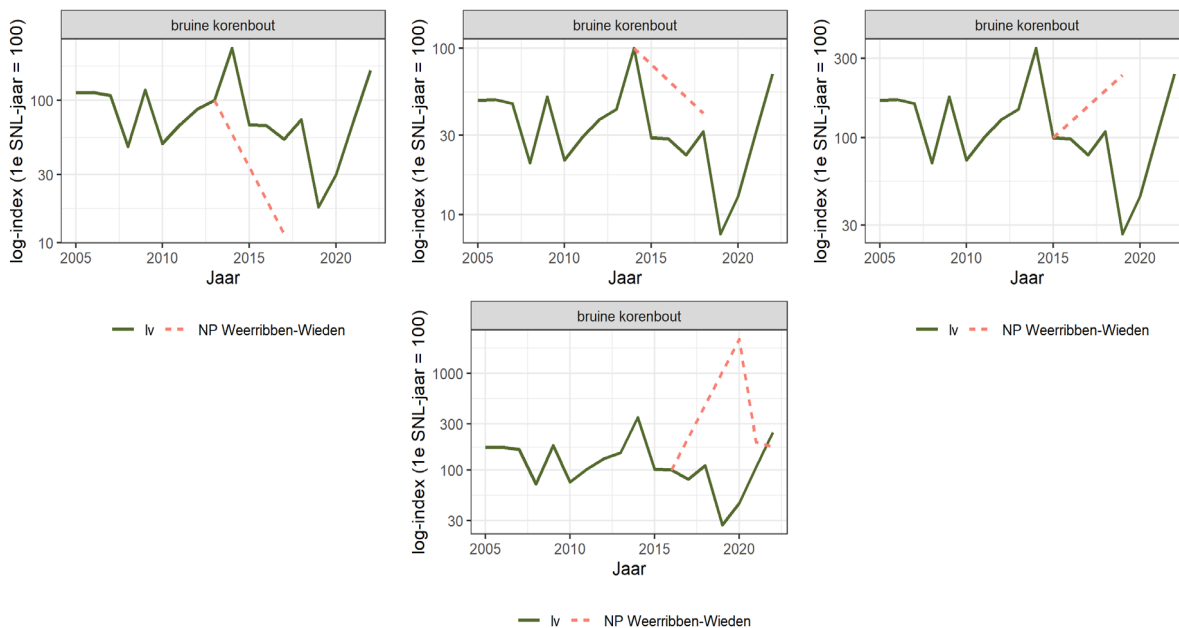 bruine korenbout
log-index (1e SNL-jaar = 100)
100
30
10
2005 2010 2015 2020
Jaar
lv NP Weerribben-Wieden
bruine korenbout
log-index (1e SNL-jaar = 100)
100
30
10
2005 2010 2015 2020
Jaar
lv NP Weerribben-Wieden
bruine korenbout
log-index (1e SNL-jaar = 100)
300
100
30
2005 2010 2015 2020
Jaar
lv NP Weerribben-Wieden
bruine korenbout
log-index (1e SNL-jaar = 100)
1000
300
100
30
2005 2010 2015 2020
Jaar
lv NP Weerribben-Wieden